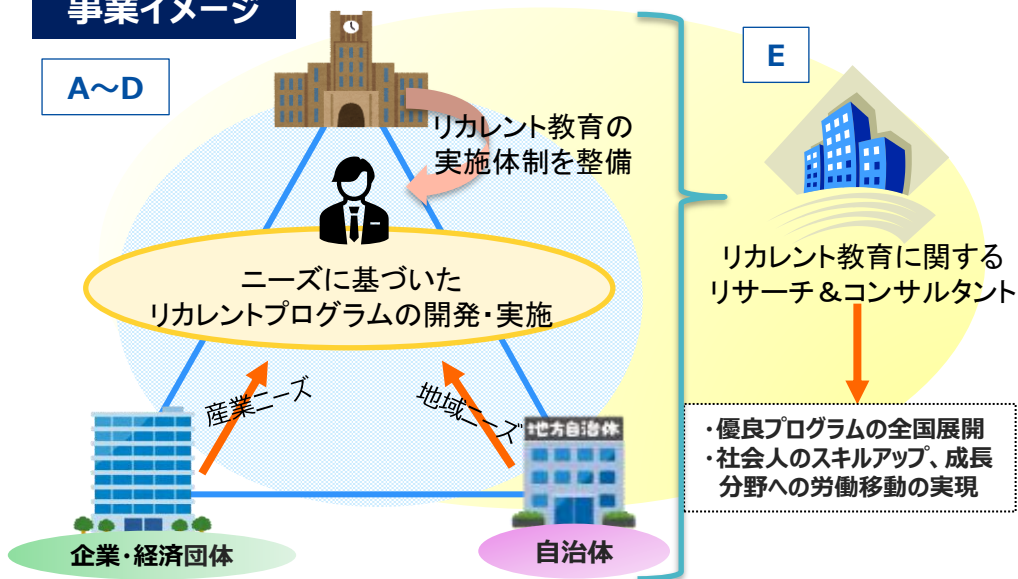 事業イメージ
A～D
E
リカレント教育の
実施体制を整備
ニーズに基づいた
リカレントプログラムの開発・実施
産業ニーズ
地域ニーズ
地方自治体
企業・経済団体
自治体
リカレント教育に関する
リサーチ＆コンサルタント
・優良プログラムの全国展開
・社会人のスキルアップ、成長
分野への労働移動の実現